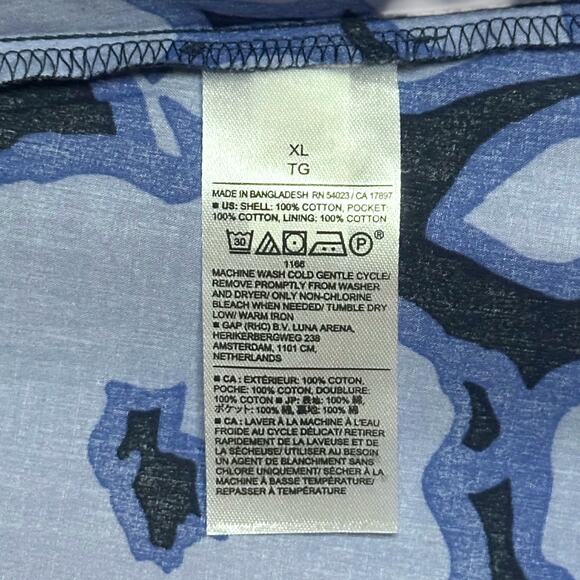 XL
TG
MADE IN BANGLADESH RN 54023 / CA 17897
■ US: SHELL: 100% COTTON, POCKET:
100% COTTON, LINING: 100% COTTON
30 P®
1166
MACHINE WASH COLD GENTLE CYCLE/
REMOVE PROMPTLY FROM WASHER
AND DRYER/ ONLY NON-CHLORINE
BLEACH WHEN NEEDED/ TUMBLE DRY
LOW/ WARM IRON
■ GAP (RHC) B.V. LUNA ARENA,
HERIKERBERGWEG 238
AMSTERDAM, 1101 CM,
NETHERLANDS
■ CA : EXTÉRIEUR: 100% COTON,
POCHE: 100% COTON, DOUBLURE:
100% COTON ■ JP: 表地: 100% 綿,
ポケット: 100% 綿, 裏地: 100% 綿
■ CA : LAVER À LA MACHINE À L'EAU
FROIDE AU CYCLE DÉLICAT/ RETIRER
RAPIDEMENT DE LA LAVEUSE ET DE
LA SÉCHEUSE/ UTILISER AU BESOIN
UN AGENT DE BLANCHIMENT SANS
CHLORE UNIQUEMENT/ SÉCHER À LA
MACHINE À BASSE TEMPÉRATURE/
REPASSER À TEMPÉRATURE